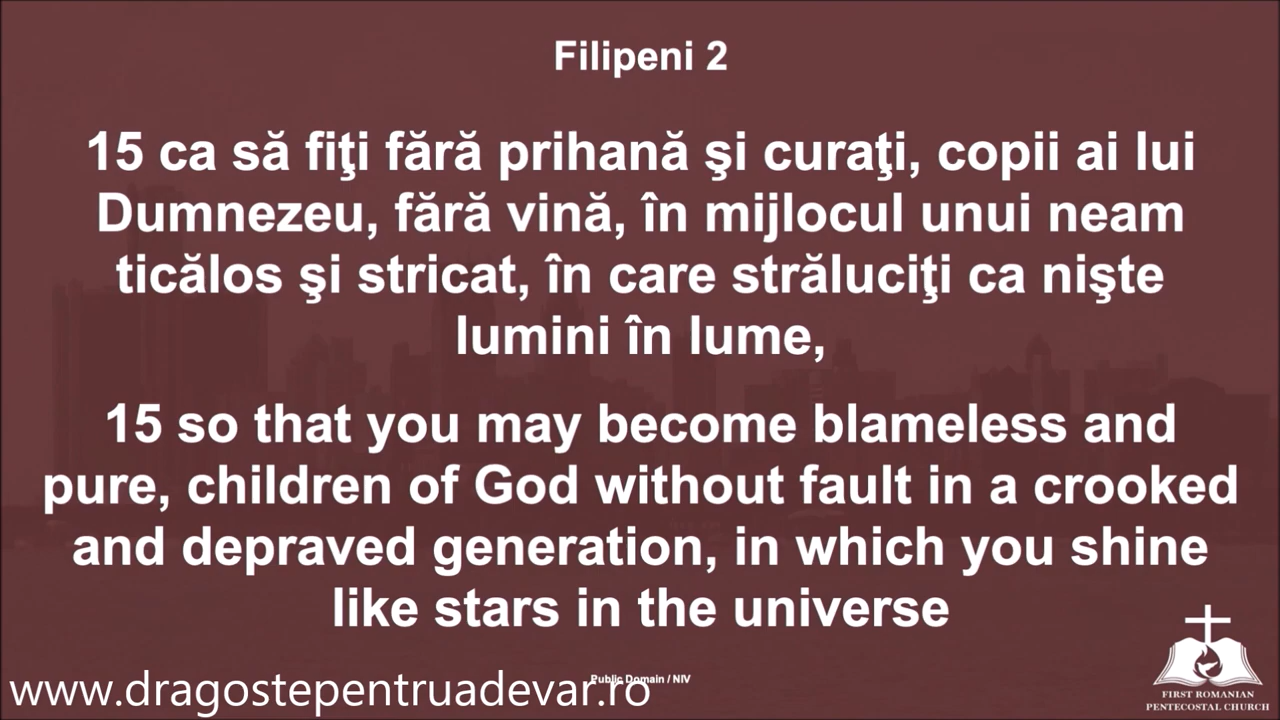 Filipeni 2
15 ca să fiţi fără prihană şi curaţi, copii ai lui
Dumnezeu, fără vină, în mijlocul unui neam
ticălos şi stricat, în care străluciţi ca nişte
lumini în lume,
15 so that you may become blameless and
pure, children of God without fault in a crooked
and depraved generation, in which you shine
like stars in the universe
Public Domain / NIV
www.dragostepentruadevar.ro
FIRST ROMANIAN
PENTECOSTAL CHURCH